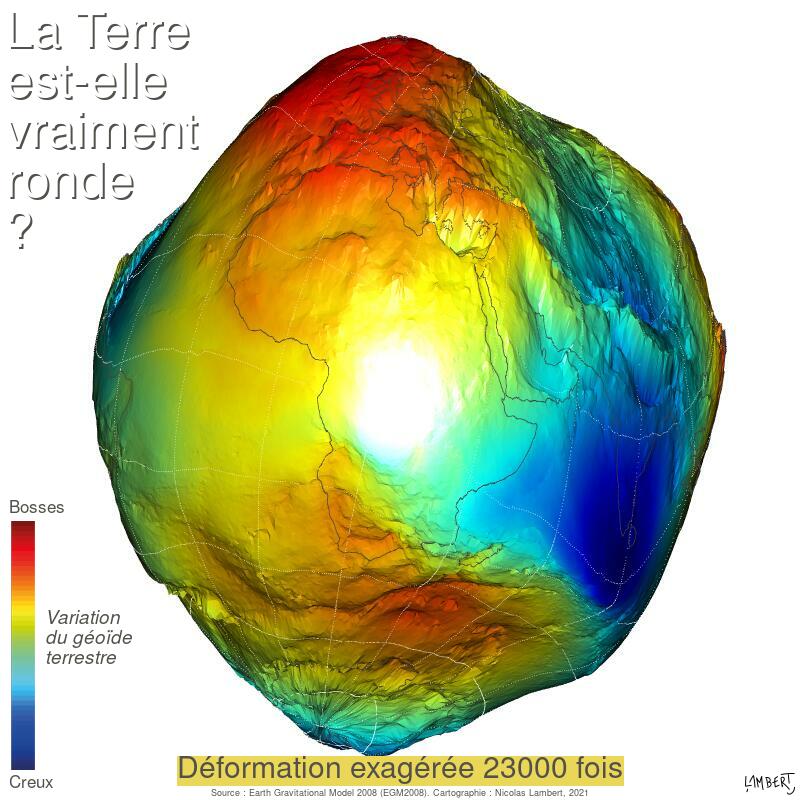 La Terre
est-elle
vraiment
ronde
?
Bosses
Variation
du géoïde
terrestre
Creux
Déformation exagérée 23000 fois
Source : Earth Gravitational Model 2008 (EGM2008). Cartographie : Nicolas Lambert, 2021
LAMBERT